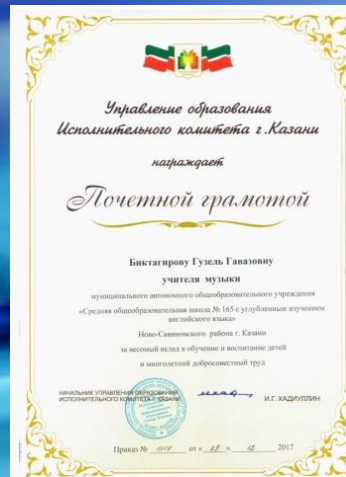 Управление образования
Исполнительного комитета г.Казани
награждает
Почетной грамотой
Биктагирову Гузель Гавазовну
учителя музыки
муниципального автономного общеобразовательного учреждения
«Средняя общеобразовательная школа № 165 с углубленным изучением
английского языка»
Ново-Савиновского района г. Казани
за весомый вклад в обучение и воспитание детей
и многолетний добросовестный труд
НАЧАЛЬНИК УПРАВЛЕНИЯ ОБРАЗОВАНИЯ
ИСПОЛНИТЕЛЬНОГО КОМИТЕТА г. КАЗАНИ
И.Г. ХАДИУЛЛИН
Приказ № от « 28 » 2017